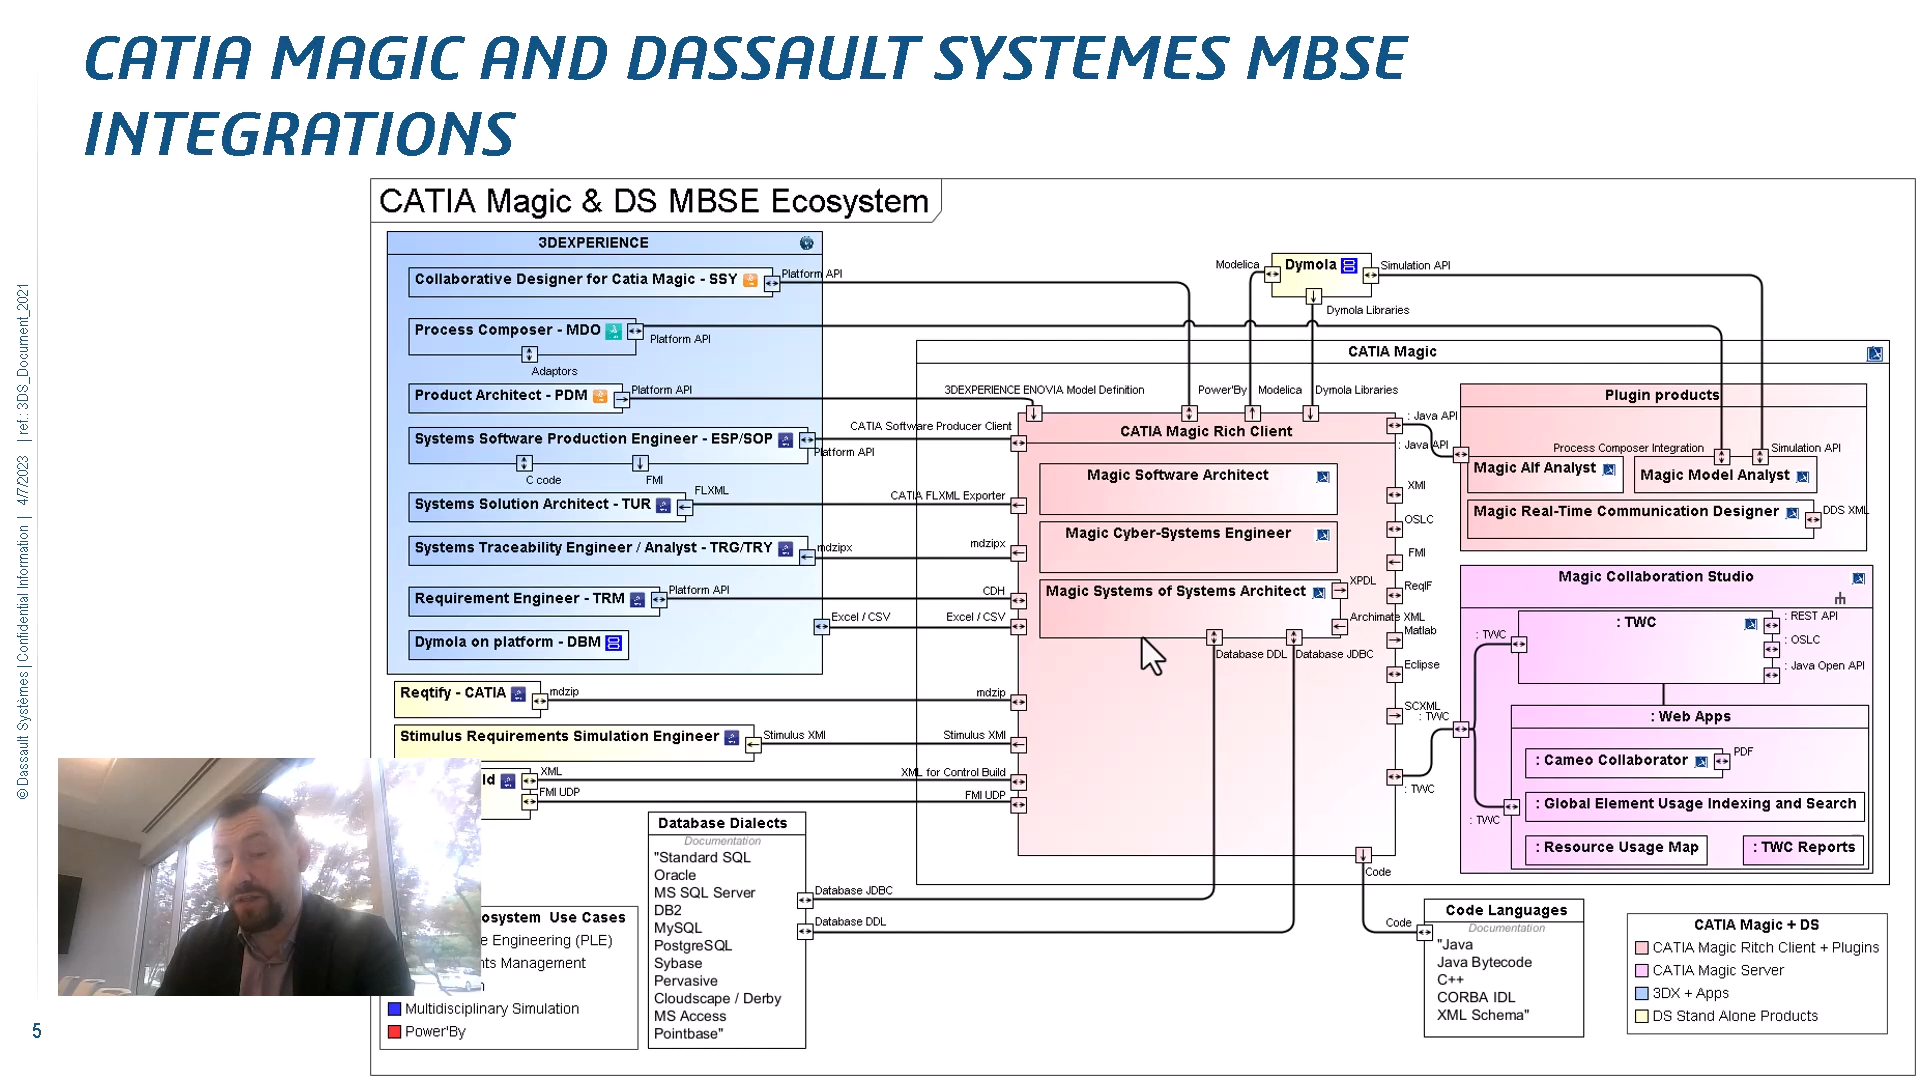 CATIA MAGIC AND DASSAULT SYSTEMES MBSE
INTEGRATIONS
© Dassault Systèmes | Confidential Information | 4/7/2023 | ref.: 3DS_Document_2021
5
CATIA Magic & DS MBSE Ecosystem
3DEXPERIENCE
Collaborative Designer for Catia Magic - SSY
Platform API
Process Composer - MDO
Platform API
Adaptors
Product Architect - PDM
Platform API
Systems Software Production Engineer - ESP/SOP
Platform API
C code
FMI
Systems Solution Architect - TUR
FLXML
Systems Traceability Engineer / Analyst - TRG/TRY
mdzipx
Requirement Engineer - TRM
Platform API
Excel / CSV
Dymola on platform - DBM
Reqtify - CATIA
mdzip
Stimulus Requirements Simulation Engineer
Stimulus XMI
ld
XML
FMI UDP
Modelica
Dymola
Simulation API
Dymola Libraries
CATIA Magic
3DEXPERIENCE ENOVIA Model Definition
Power'By
Modelica
Dymola Libraries
CATIA Software Producer Client
CATIA FLXML Exporter
mdzipx
CDH
Excel / CSV
mdzip
Stimulus XMI
XML for Control Build
FMI UDP
CATIA Magic Rich Client
Magic Software Architect
Magic Cyber-Systems Engineer
Magic Systems of Systems Architect
XPDL
Archimate XML
Database DDL
Database JDBC
: Java API
: Java API
XMI
OSLC
FMI
ReqIF
Matlab
Eclipse
SCXML
: TWC
: TWC
Code
Plugin products
Process Composer Integration
Simulation API
Magic Alf Analyst
Magic Model Analyst
Magic Real-Time Communication Designer
DDS XML
Magic Collaboration Studio
: TWC
: TWC
: REST API
: OSLC
: Java Open API
: Web Apps
: Cameo Collaborator
PDF
: Global Element Usage Indexing and Search
: TWC
: Resource Usage Map
: TWC Reports
osystem Use Cases
e Engineering (PLE)
nts Management
n
Multidisciplinary Simulation
Power'By
Database Dialects
Documentation
"Standard SQL
Oracle
MS SQL Server
DB2
MySQL
PostgreSQL
Sybase
Pervasive
Cloudscape / Derby
MS Access
Pointbase"
Database JDBC
Database DDL
Code
Code Languages
Documentation
"Java
Java Bytecode
C++
CORBA IDL
XML Schema"
CATIA Magic + DS
CATIA Magic Ritch Client + Plugins
CATIA Magic Server
3DX + Apps
DS Stand Alone Products